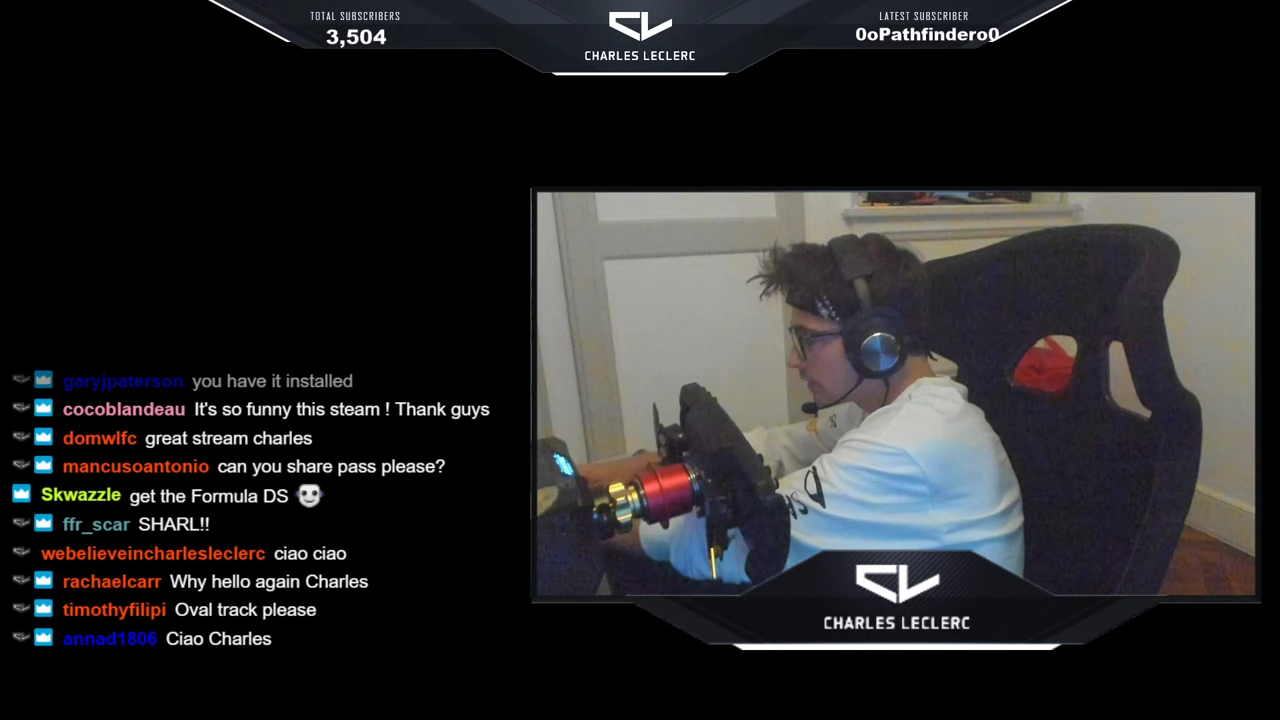 TOTAL SUBSCRIBERS
3,504
CHARLES LECLERC
LATEST SUBSCRIBER
0oPathfindero0
garyjpaterson you have it installed
cocoblandeau It's so funny this steam ! Thank guys
domwlfc great stream charles
mancusoantonio can you share pass please?
Skwazzle get the Formula DS
ffr_scar SHARL!!
webelieveincharlesleclerc ciao ciao
rachaelcarr Why hello again Charles
timothyfilipi Oval track please
annad1806 Ciao Charles
CHARLES LECLERC